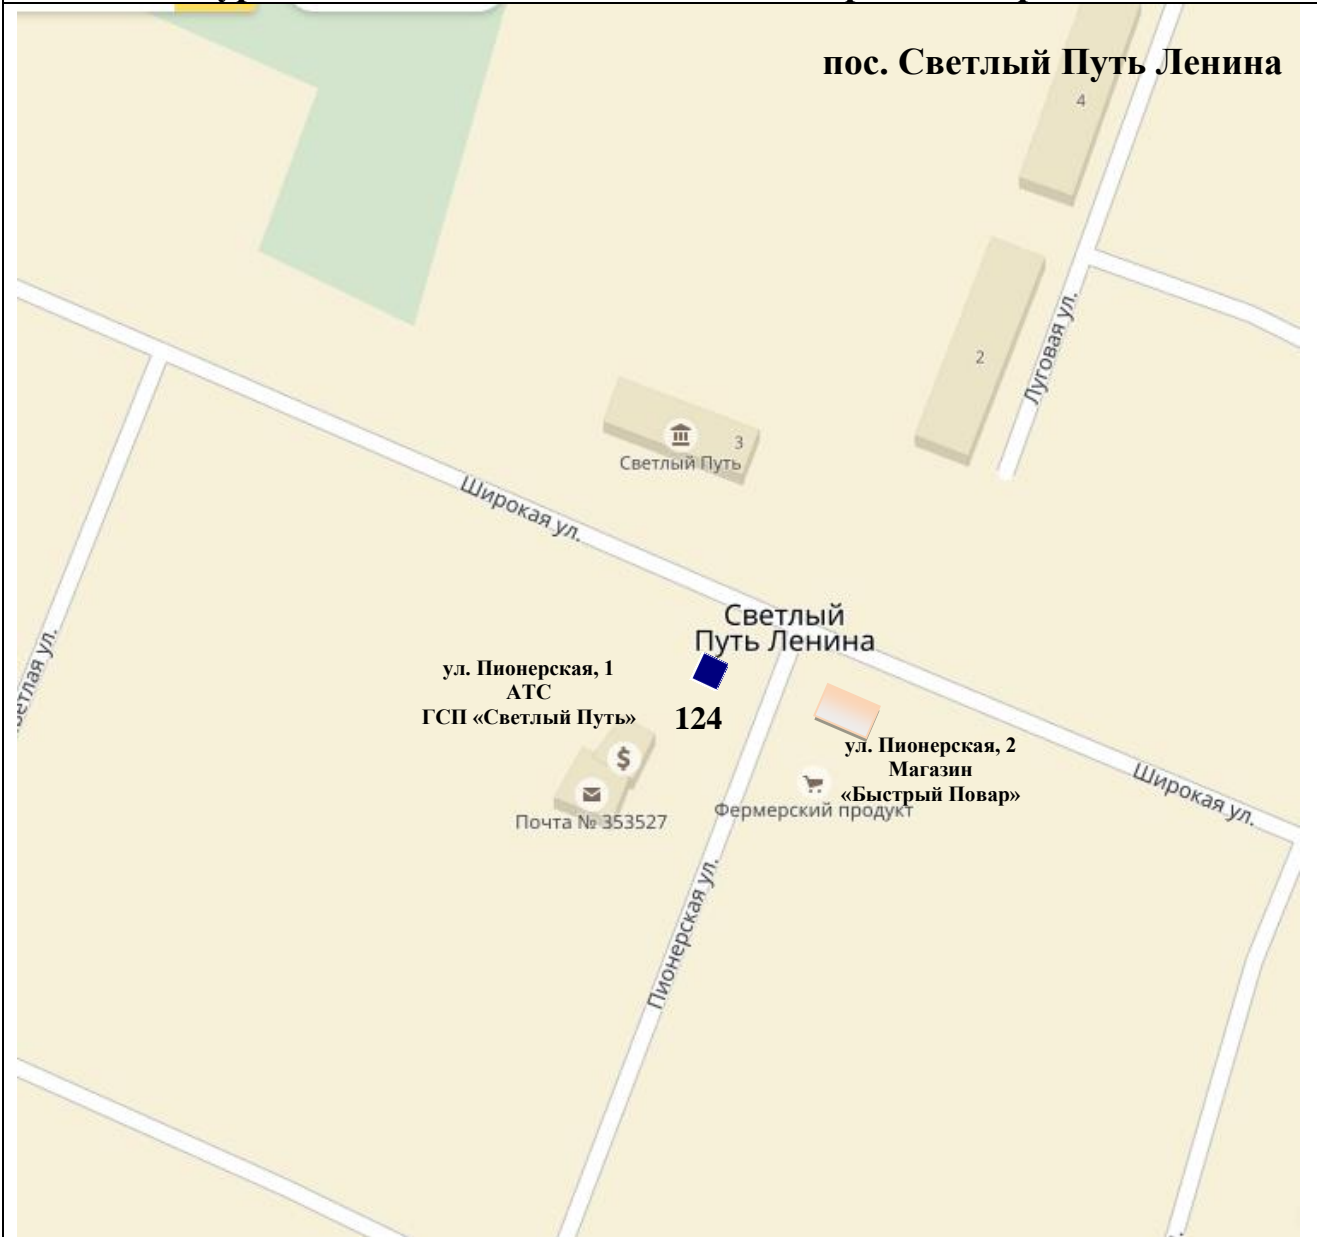 пос. Светлый Путь Ленина
4
2
Луговая ул.
3
Светлый Путь
Широкая ул.
Светлый
Путь Ленина
ул. Пионерская, 1
АТС
ГСП «Светлый Путь»
124
ул. Пионерская, 2
Магазин
«Быстрый Повар»
Фермерский продукт
Почта № 353527
Широкая ул.
Пионерская ул.
ул.